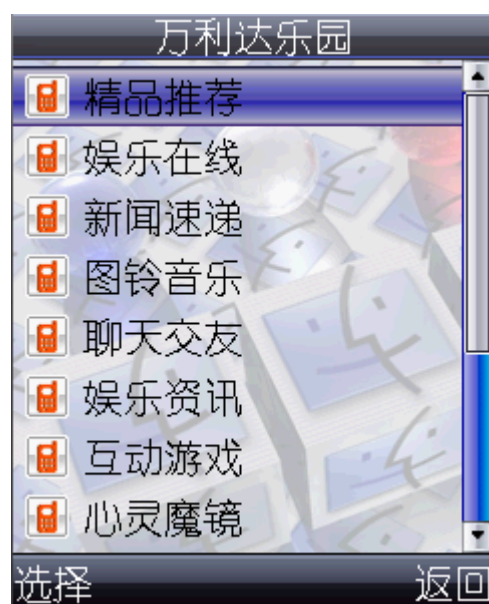 万利达乐园
精品推荐
娱乐在线
新闻速递
图铃音乐
聊天交友
娱乐资讯
互动游戏
心灵魔镜
选择 返回